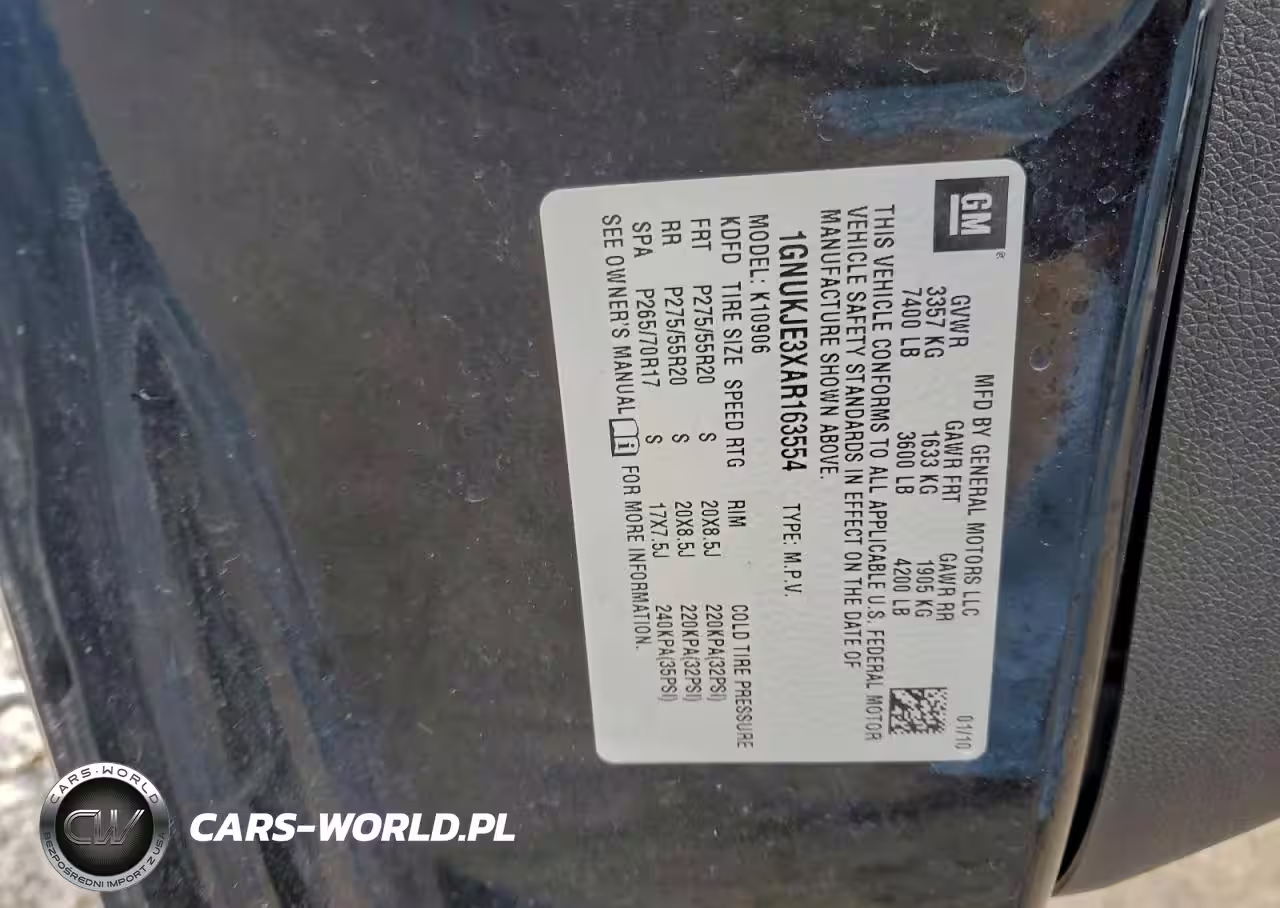 GM
MFD BY GENERAL MOTORS LLC 01/10
GVWR GAWR FRT GAWR RR
3357 KG 1633 KG 1905 KG
7400 LB 3600 LB 4200 LB
THIS VEHICLE CONFORMS TO ALL APPLICABLE U.S. FEDERAL MOTOR
VEHICLE SAFETY STANDARDS IN EFFECT ON THE DATE OF
MANUFACTURE SHOWN ABOVE.
1GNUKJE3XAR163554 TYPE: M.P.V.
MODEL: K10906
KDFD TIRE SIZE SPEED RTG RIM COLD TIRE PRESSURE
FRT P275/55R20 S 20X8.5J 220KPA(32PSI)
RR P275/55R20 S 20X8.5J 220KPA(32PSI)
SPA P265/70R17 S 17X7.5J 240KPA(35PSI)
SEE OWNER'S MANUAL i FOR MORE INFORMATION.
CARS-WORLD
CW
BEZPOŚREDNI IMPORT Z USA
CARS-WORLD.PL